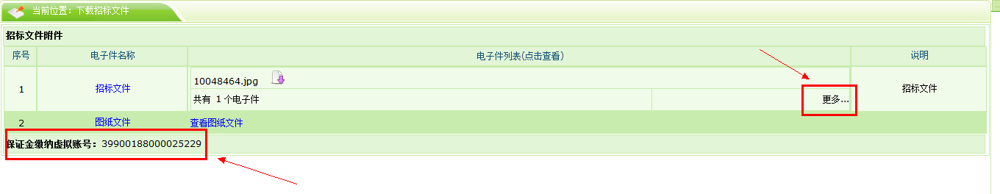 当前位置：下载招标文件
招标文件附件
序号 电子件名称 电子件列表(点击查看) 说明
1 招标文件 10048464.jpg 招标文件
共有 1 个电子件 更多...
2 图纸文件 查看图纸文件
保证金缴纳虚拟账号：39900188000025229